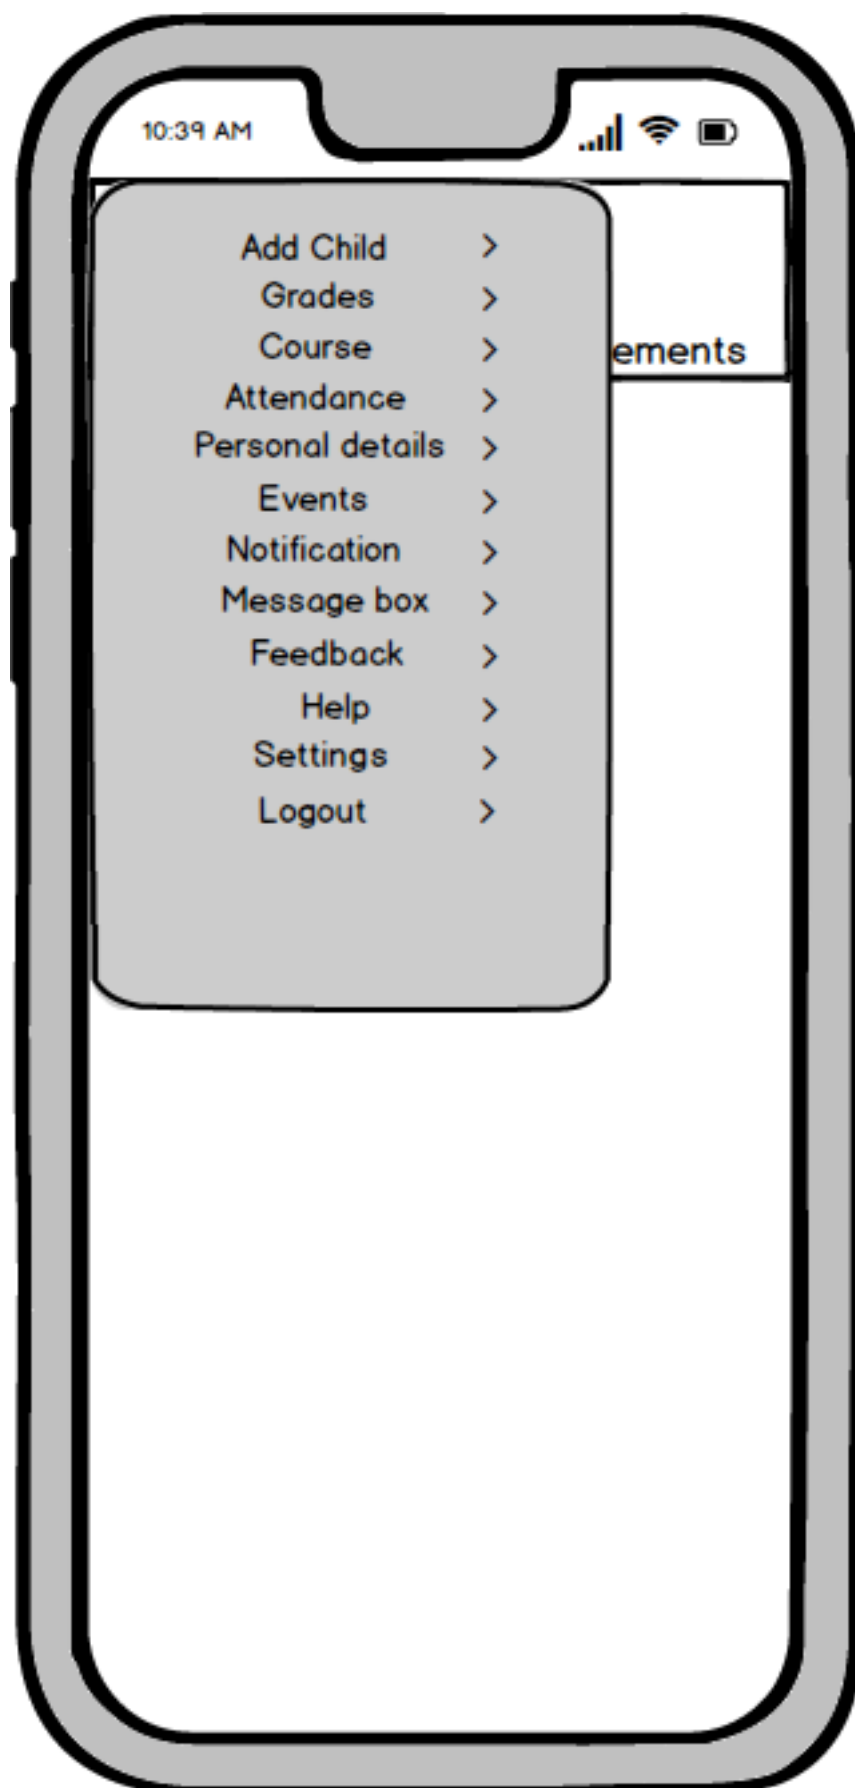 10:39 AM
Add Child
Grades
Course
ements
Attendance
Personal details
Events
Notification
Message box
Feedback
Help
Settings
Logout